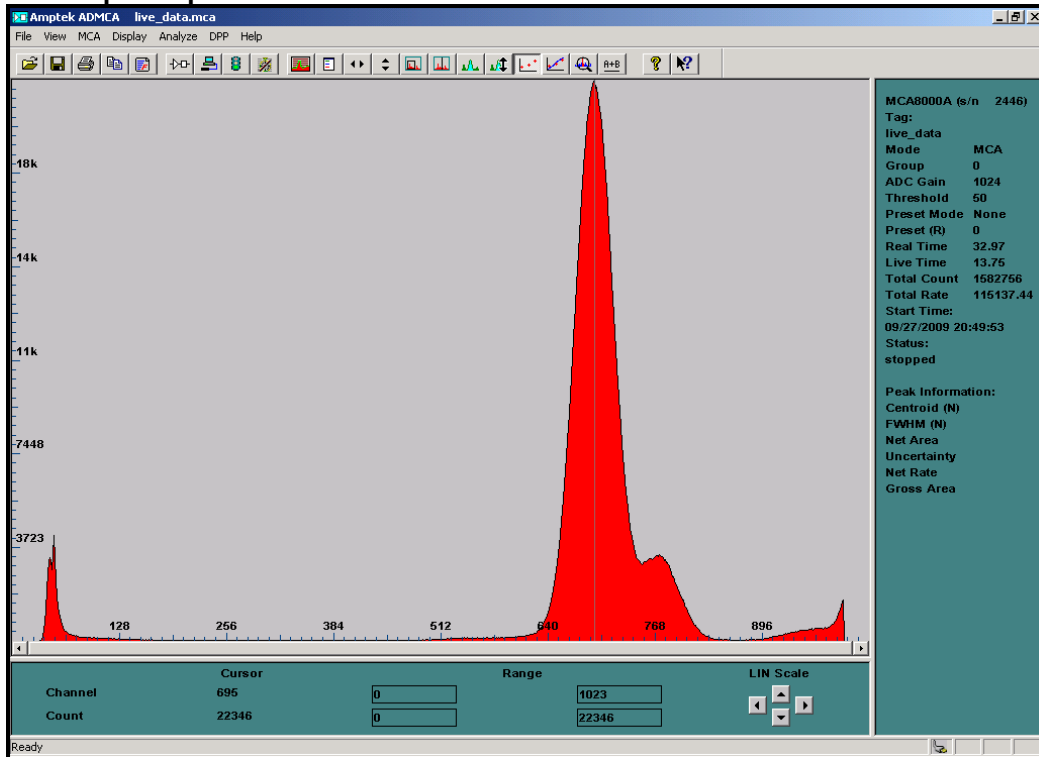 Amptek ADMCA live_data.mca
File View MCA Display Analyze DPP Help
A+B
18k
14k
11k
7448
3723
128 256 384 512 640 768 896
MCA8000A (s/n 2446)
Tag:
live_data
Mode MCA
Group 0
ADC Gain 1024
Threshold 50
Preset Mode None
Preset (R) 0
Real Time 32.97
Live Time 13.75
Total Count 1582756
Total Rate 115137.44
Start Time:
09/27/2009 20:49:53
Status:
stopped
Peak Information:
Centroid (N)
FWHM (N)
Net Area
Uncertainty
Net Rate
Gross Area
Cursor Range LIN Scale
Channel 695 0 1023
Count 22346 0 22346
Ready